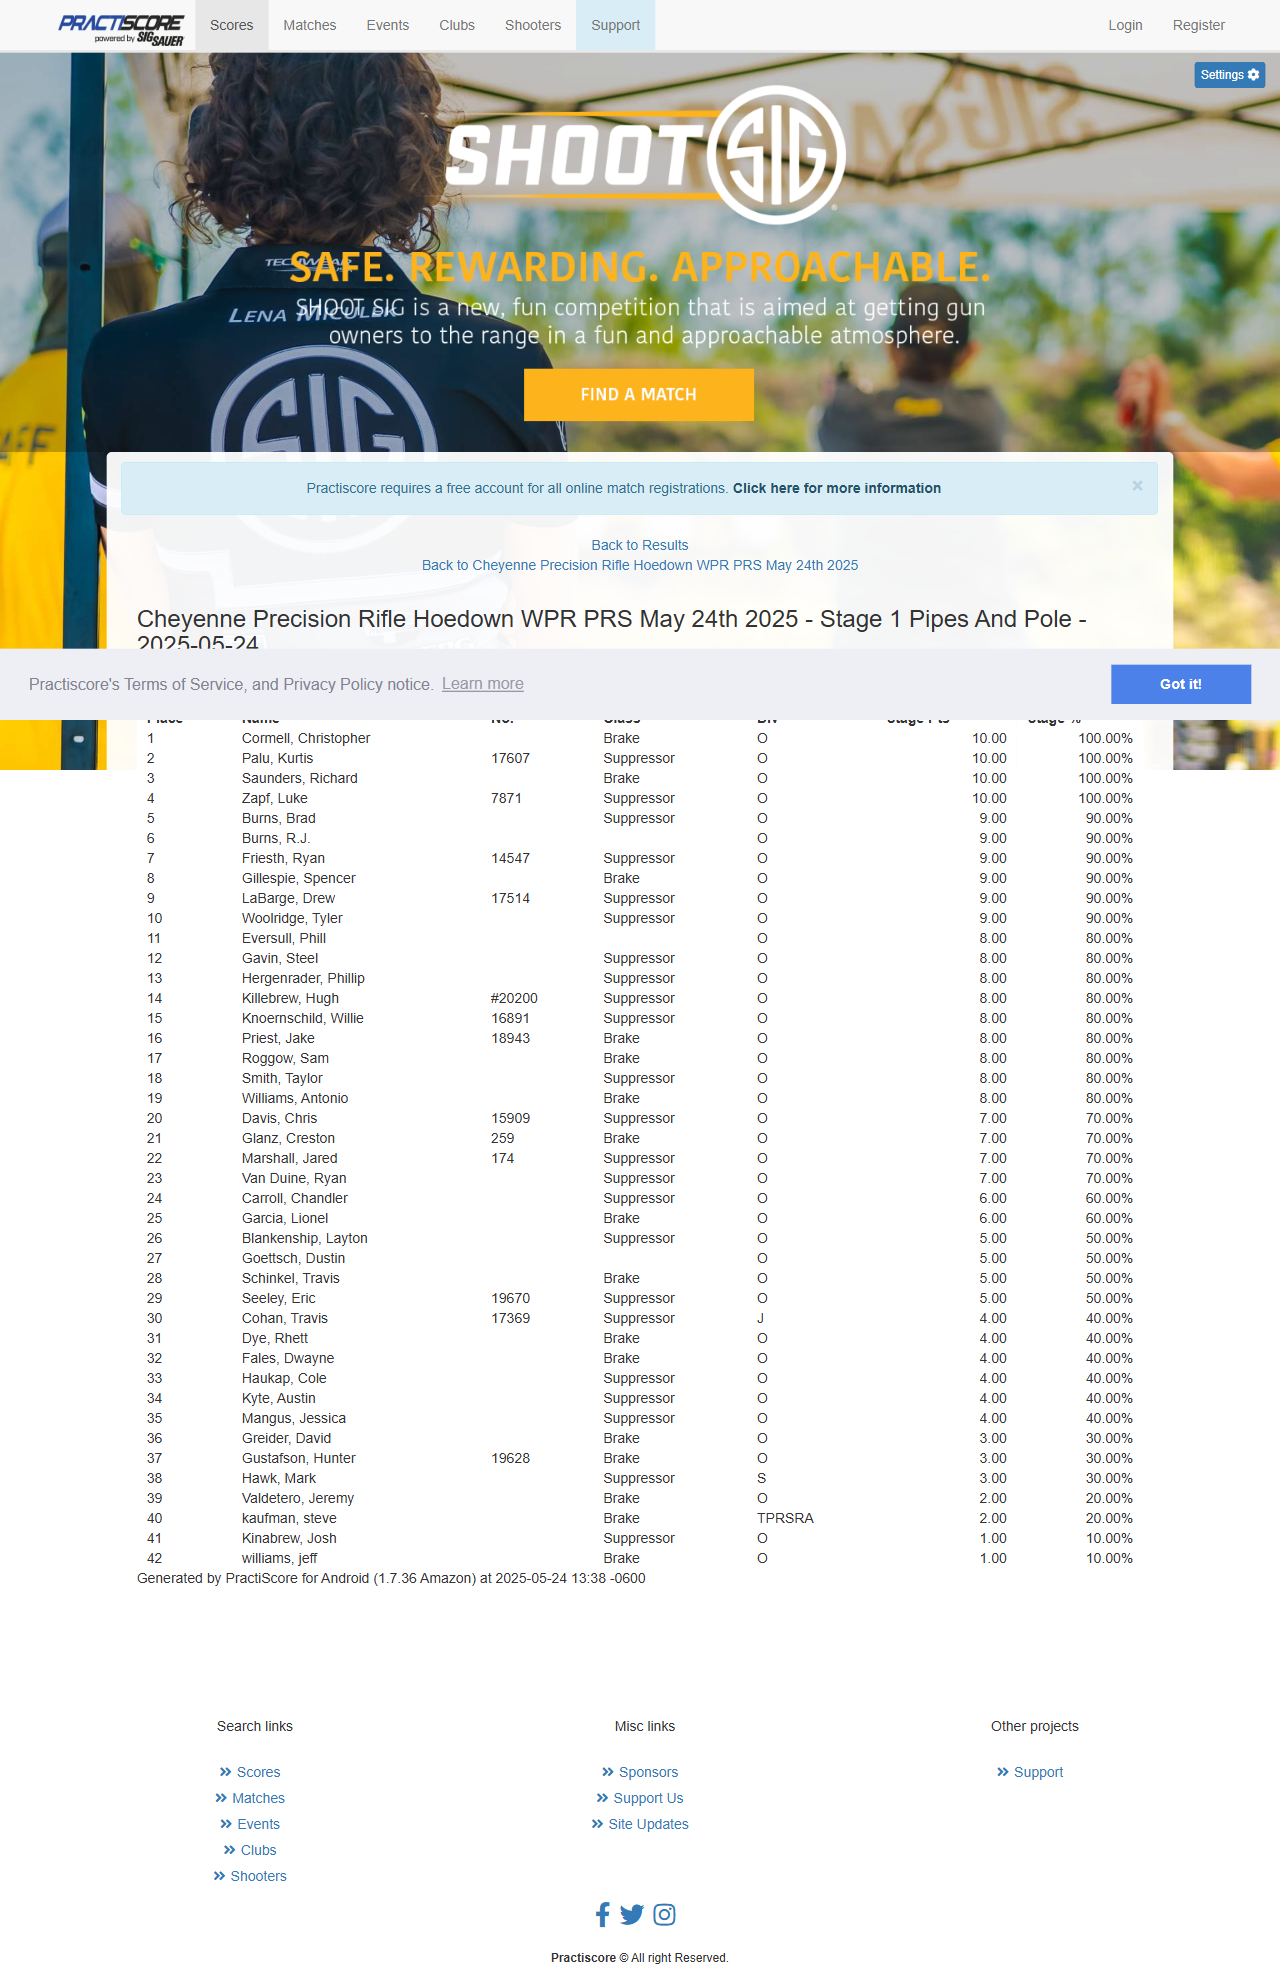 PRACTISCORE
powered by SIG SAUER
Scores Matches Events Clubs Shooters Support Login Register
Settings
SHOOT SIG
TECHWEAR
SAFE. REWARDING. APPROACHABLE.
LENA MICULEK
SHOOT SIG is a new, fun competition that is aimed at getting gun
owners to the range in a fun and approachable atmosphere.
FIND A MATCH
SIG
Practiscore requires a free account for all online match registrations. Click here for more information ×
Back to Results
Back to Cheyenne Precision Rifle Hoedown WPR PRS May 24th 2025
Cheyenne Precision Rifle Hoedown WPR PRS May 24th 2025 - Stage 1 Pipes And Pole -
2025-05-24
Practiscore's Terms of Service, and Privacy Policy notice. Learn more Got it!
Place Name No. Class Div Stage Pts Stage %
1 Cormell, Christopher Brake O 10.00 100.00%
2 Palu, Kurtis 17607 Suppressor O 10.00 100.00%
3 Saunders, Richard Brake O 10.00 100.00%
4 Zapf, Luke 7871 Suppressor O 10.00 100.00%
5 Burns, Brad Suppressor O 9.00 90.00%
6 Burns, R.J. O 9.00 90.00%
7 Friesth, Ryan 14547 Suppressor O 9.00 90.00%
8 Gillespie, Spencer Brake O 9.00 90.00%
9 LaBarge, Drew 17514 Suppressor O 9.00 90.00%
10 Woolridge, Tyler Suppressor O 9.00 90.00%
11 Eversull, Phill O 8.00 80.00%
12 Gavin, Steel Suppressor O 8.00 80.00%
13 Hergenrader, Phillip Suppressor O 8.00 80.00%
14 Killebrew, Hugh #20200 Suppressor O 8.00 80.00%
15 Knoernschild, Willie 16891 Suppressor O 8.00 80.00%
16 Priest, Jake 18943 Brake O 8.00 80.00%
17 Roggow, Sam Brake O 8.00 80.00%
18 Smith, Taylor Suppressor O 8.00 80.00%
19 Williams, Antonio Brake O 8.00 80.00%
20 Davis, Chris 15909 Suppressor O 7.00 70.00%
21 Glanz, Creston 259 Brake O 7.00 70.00%
22 Marshall, Jared 174 Suppressor O 7.00 70.00%
23 Van Duine, Ryan Suppressor O 7.00 70.00%
24 Carroll, Chandler Suppressor O 6.00 60.00%
25 Garcia, Lionel Brake O 6.00 60.00%
26 Blankenship, Layton Suppressor O 5.00 50.00%
27 Goettsch, Dustin O 5.00 50.00%
28 Schinkel, Travis Brake O 5.00 50.00%
29 Seeley, Eric 19670 Suppressor O 5.00 50.00%
30 Cohan, Travis 17369 Suppressor J 4.00 40.00%
31 Dye, Rhett Brake O 4.00 40.00%
32 Fales, Dwayne Brake O 4.00 40.00%
33 Haukap, Cole Suppressor O 4.00 40.00%
34 Kyte, Austin Suppressor O 4.00 40.00%
35 Mangus, Jessica Suppressor O 4.00 40.00%
36 Greider, David Brake O 3.00 30.00%
37 Gustafson, Hunter 19628 Brake O 3.00 30.00%
38 Hawk, Mark Suppressor S 3.00 30.00%
39 Valdetero, Jeremy Brake O 2.00 20.00%
40 kaufman, steve Brake TPRSRA 2.00 20.00%
41 Kinabrew, Josh Suppressor O 1.00 10.00%
42 williams, jeff Brake O 1.00 10.00%
Generated by PractiScore for Android (1.7.36 Amazon) at 2025-05-24 13:38 -0600
Search links Misc links Other projects
Scores Sponsors Support
Matches Support Us
Events Site Updates
Clubs
Shooters
Practiscore © All right Reserved.